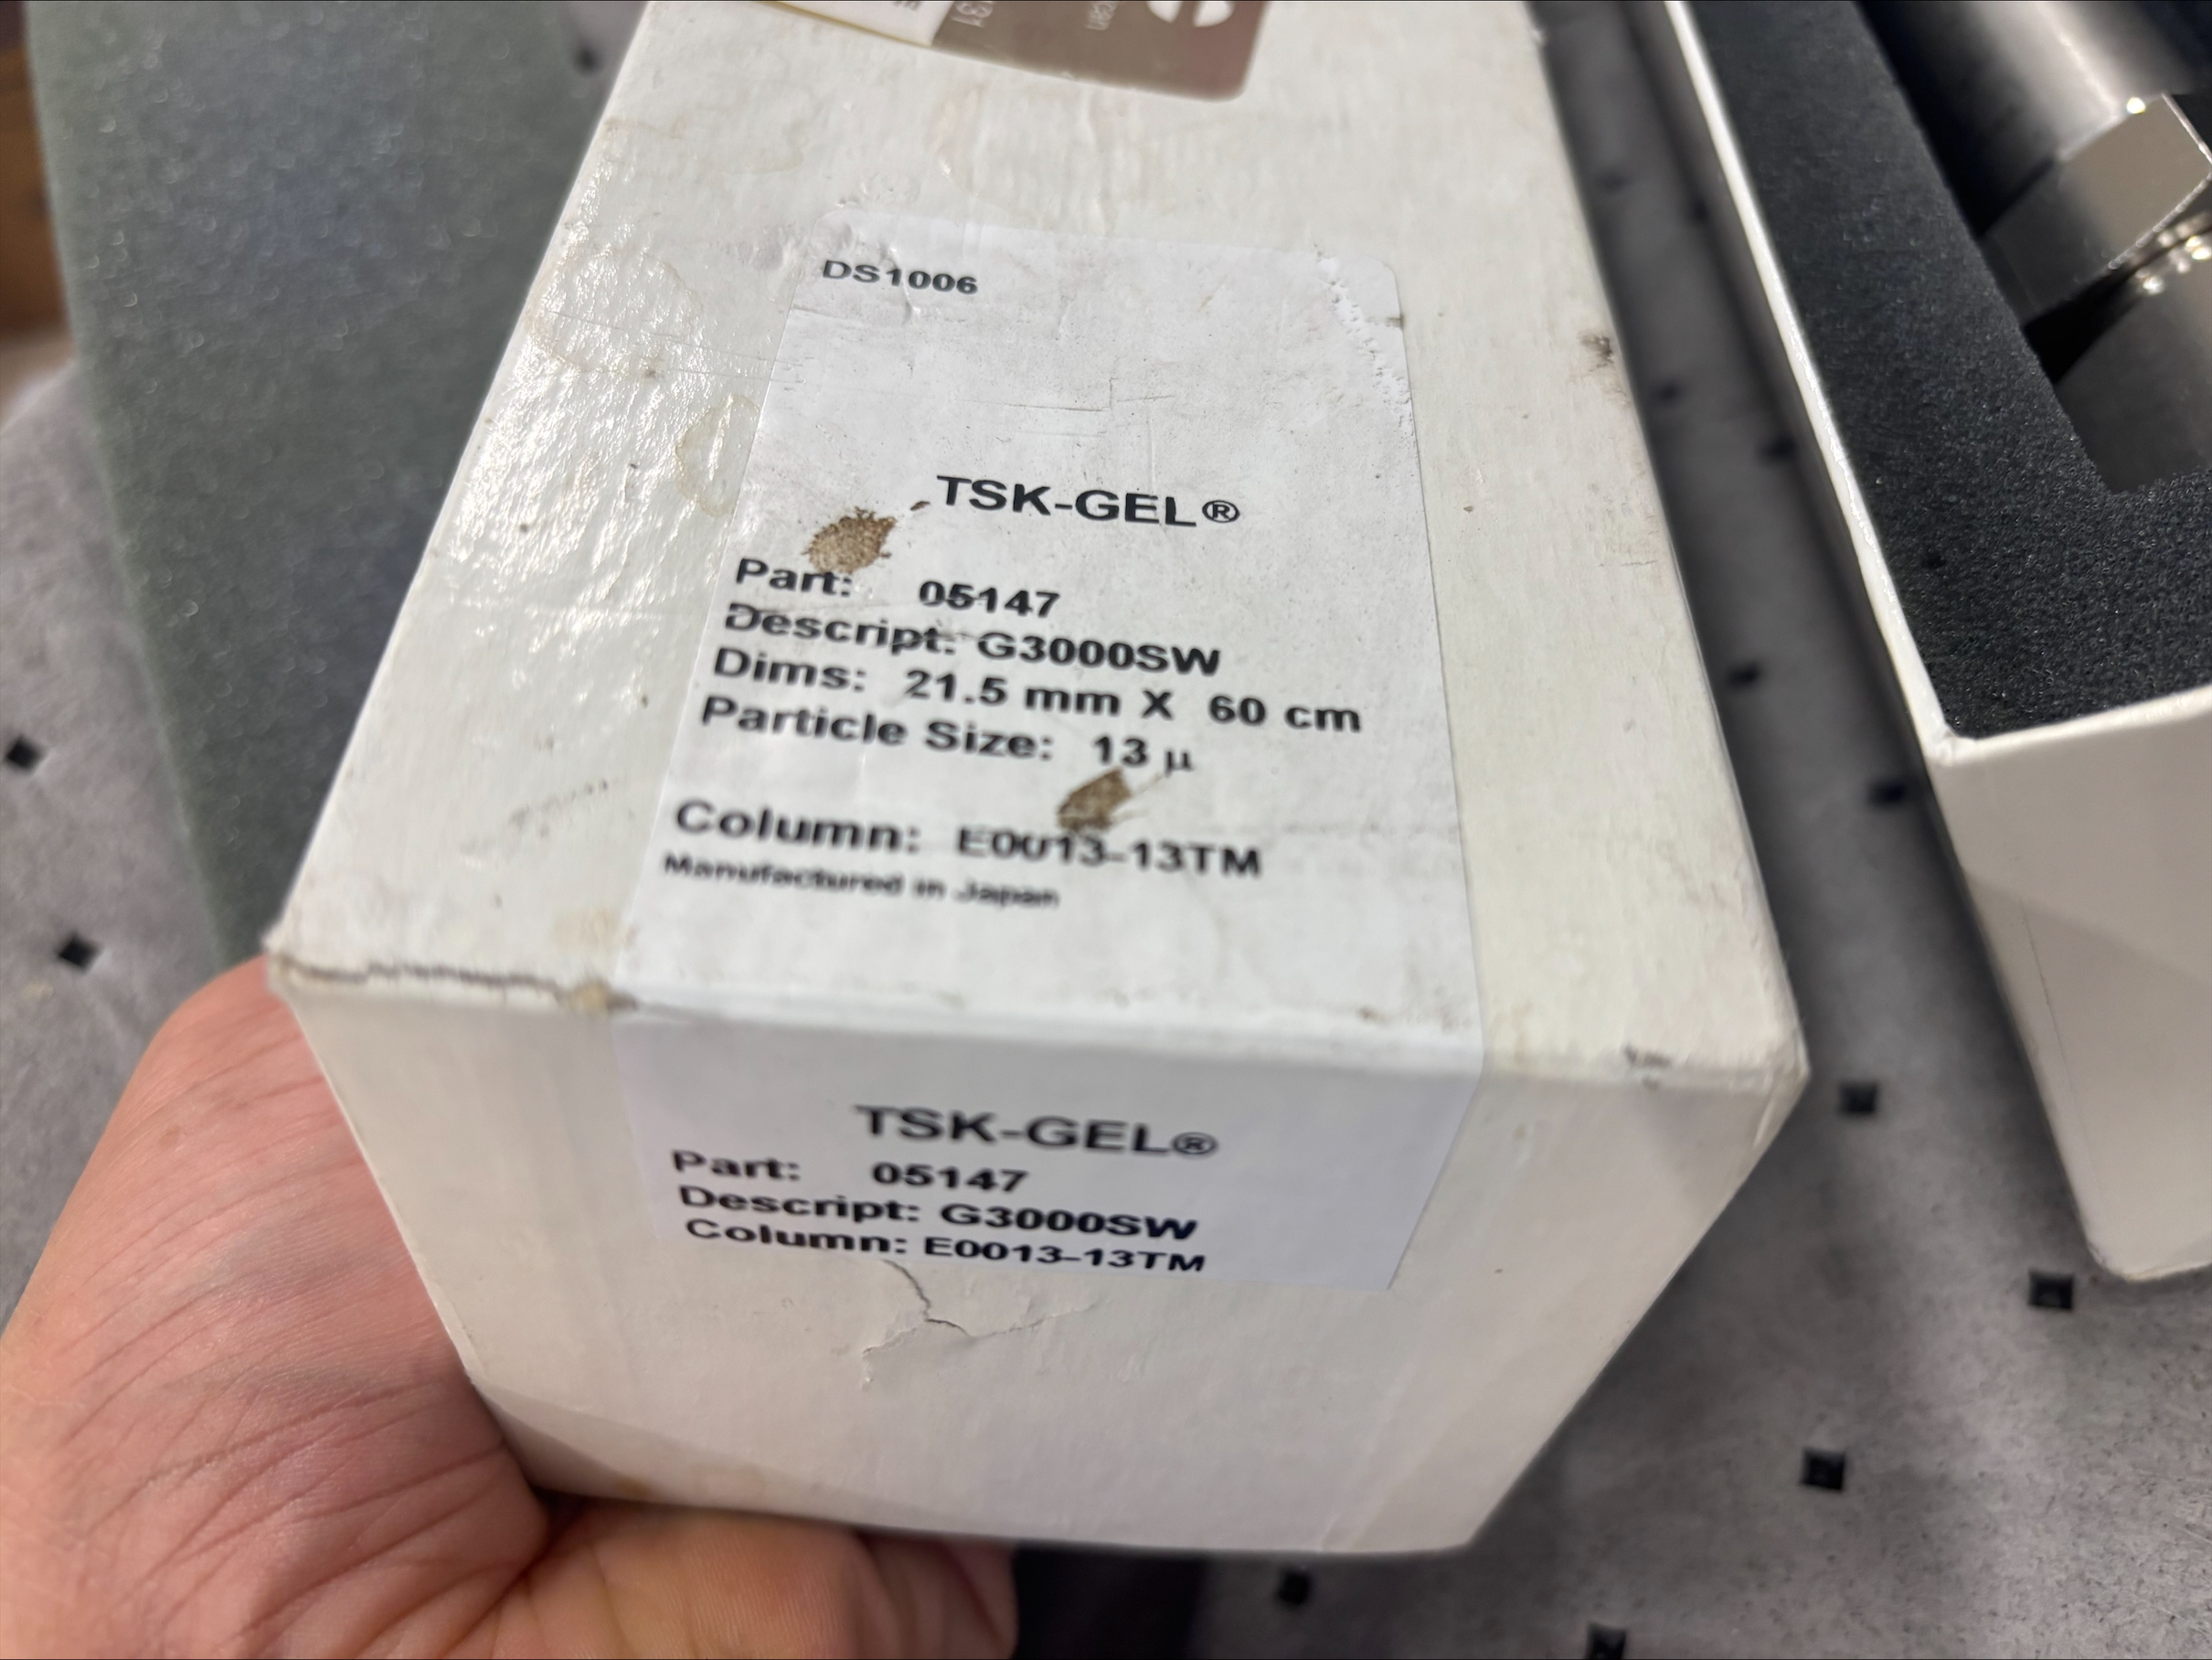 DS1006
TSK-GEL®
Part: 05147
Descript: G3000SW
Dims: 21.5 mm X 60 cm
Particle Size: 13 µ
Column: E0013-13TM
Manufactured in Japan
TSK-GEL®
Part: 05147
Descript: G3000SW
Column: E0013-13TM